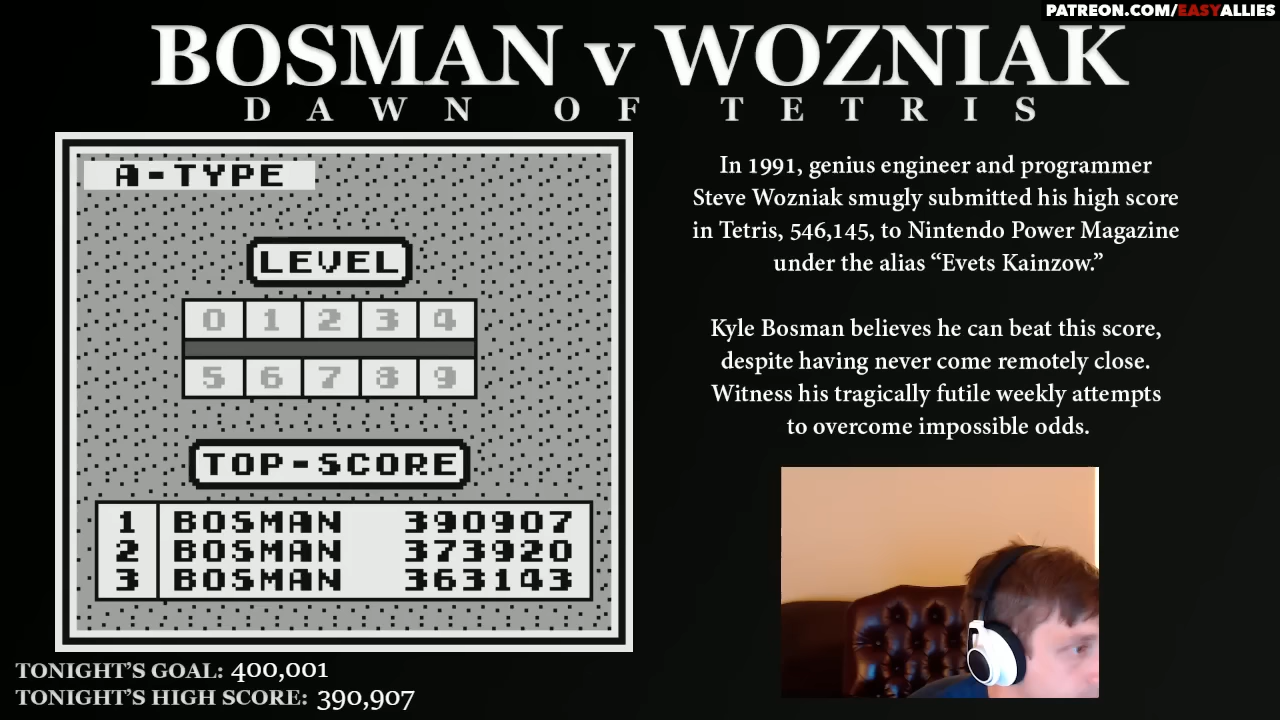 PATREON.COM/EASYALLIES
BOSMAN v WOZNIAK
DAWN OF TETRIS
A-TYPE
LEVEL
0 1 2 3 4
5 6 7 8 9
TOP-SCORE
1 BOSMAN 390907
2 BOSMAN 373920
3 BOSMAN 363143
In 1991, genius engineer and programmer
Steve Wozniak smugly submitted his high score
in Tetris, 546,145, to Nintendo Power Magazine
under the alias “Evets Kainzow.”
Kyle Bosman believes he can beat this score,
despite having never come remotely close.
Witness his tragically futile weekly attempts
to overcome impossible odds.
TONIGHT'S GOAL: 400,001
TONIGHT'S HIGH SCORE: 390,907